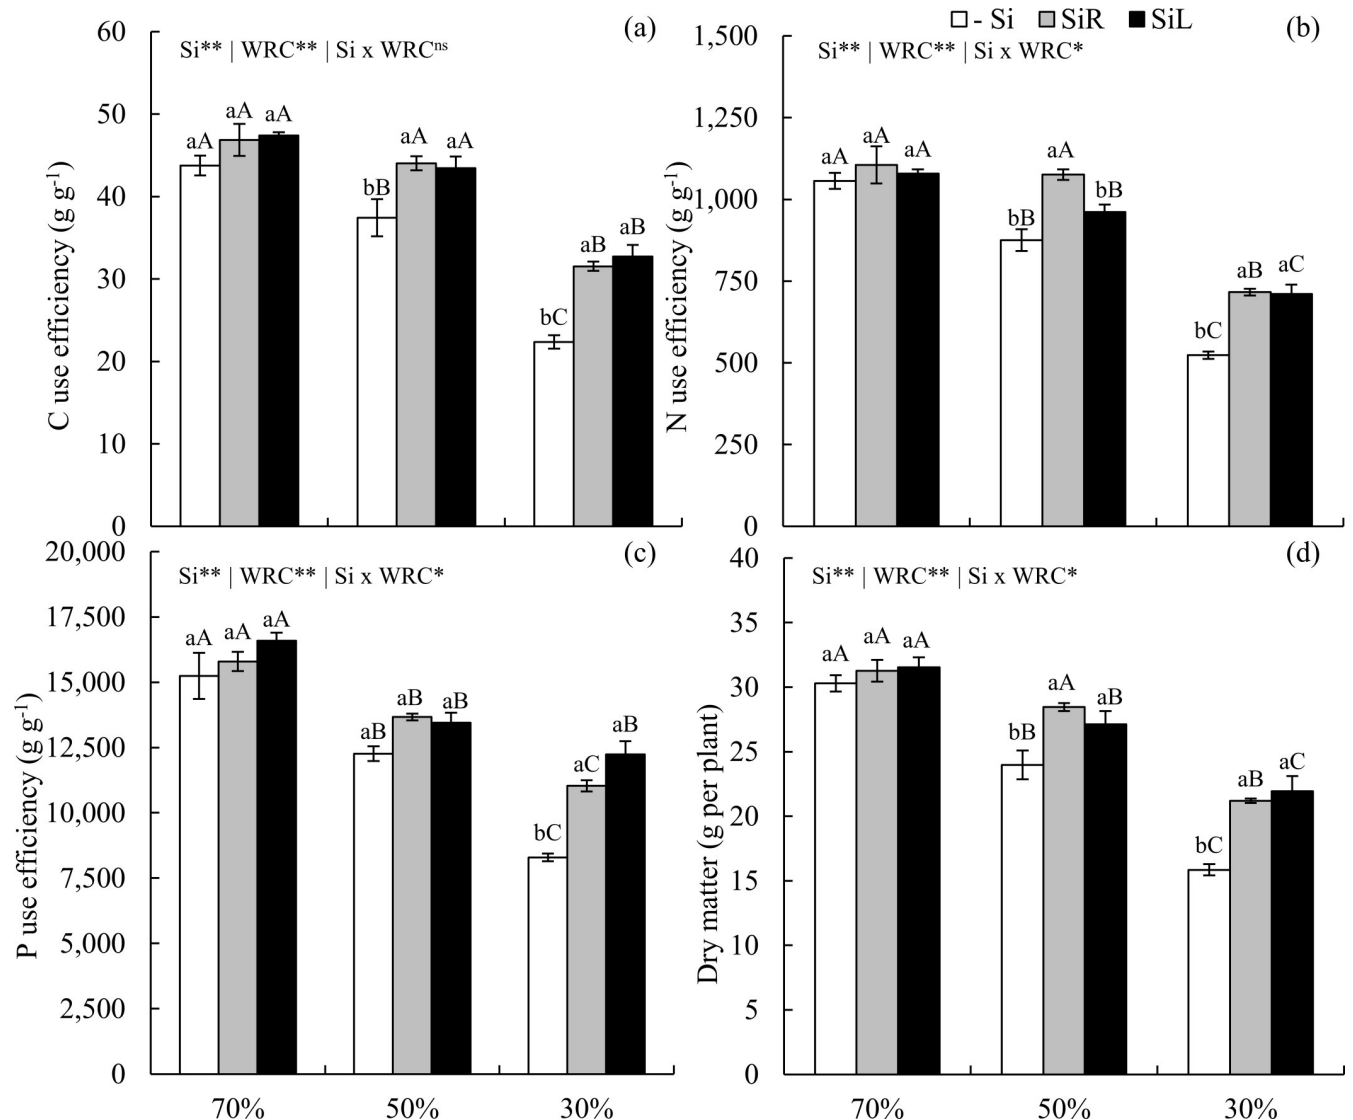 - Si SiR SiL
(a)
Si** | WRC** | Si x WRCⁿˢ
C use efficiency (g g⁻¹)
60
50
40
30
20
10
0
aA aA aA
bB aA aA
bC aB aB
(b)
Si** | WRC** | Si x WRC*
N use efficiency (g g⁻¹)
1,500
1,250
1,000
750
500
250
0
aA aA aA
bB aA bB
bC aB aC
(c)
Si** | WRC** | Si x WRC*
P use efficiency (g g⁻¹)
20,000
17,500
15,000
12,500
10,000
7,500
5,000
2,500
0
aA aA aA
aB aB aB
bC aC aB
70% 50% 30%
(d)
Si** | WRC** | Si x WRC*
Dry matter (g per plant)
40
35
30
25
20
15
10
5
0
aA aA aA
bB aA aB
bC aB aC
70% 50% 30%